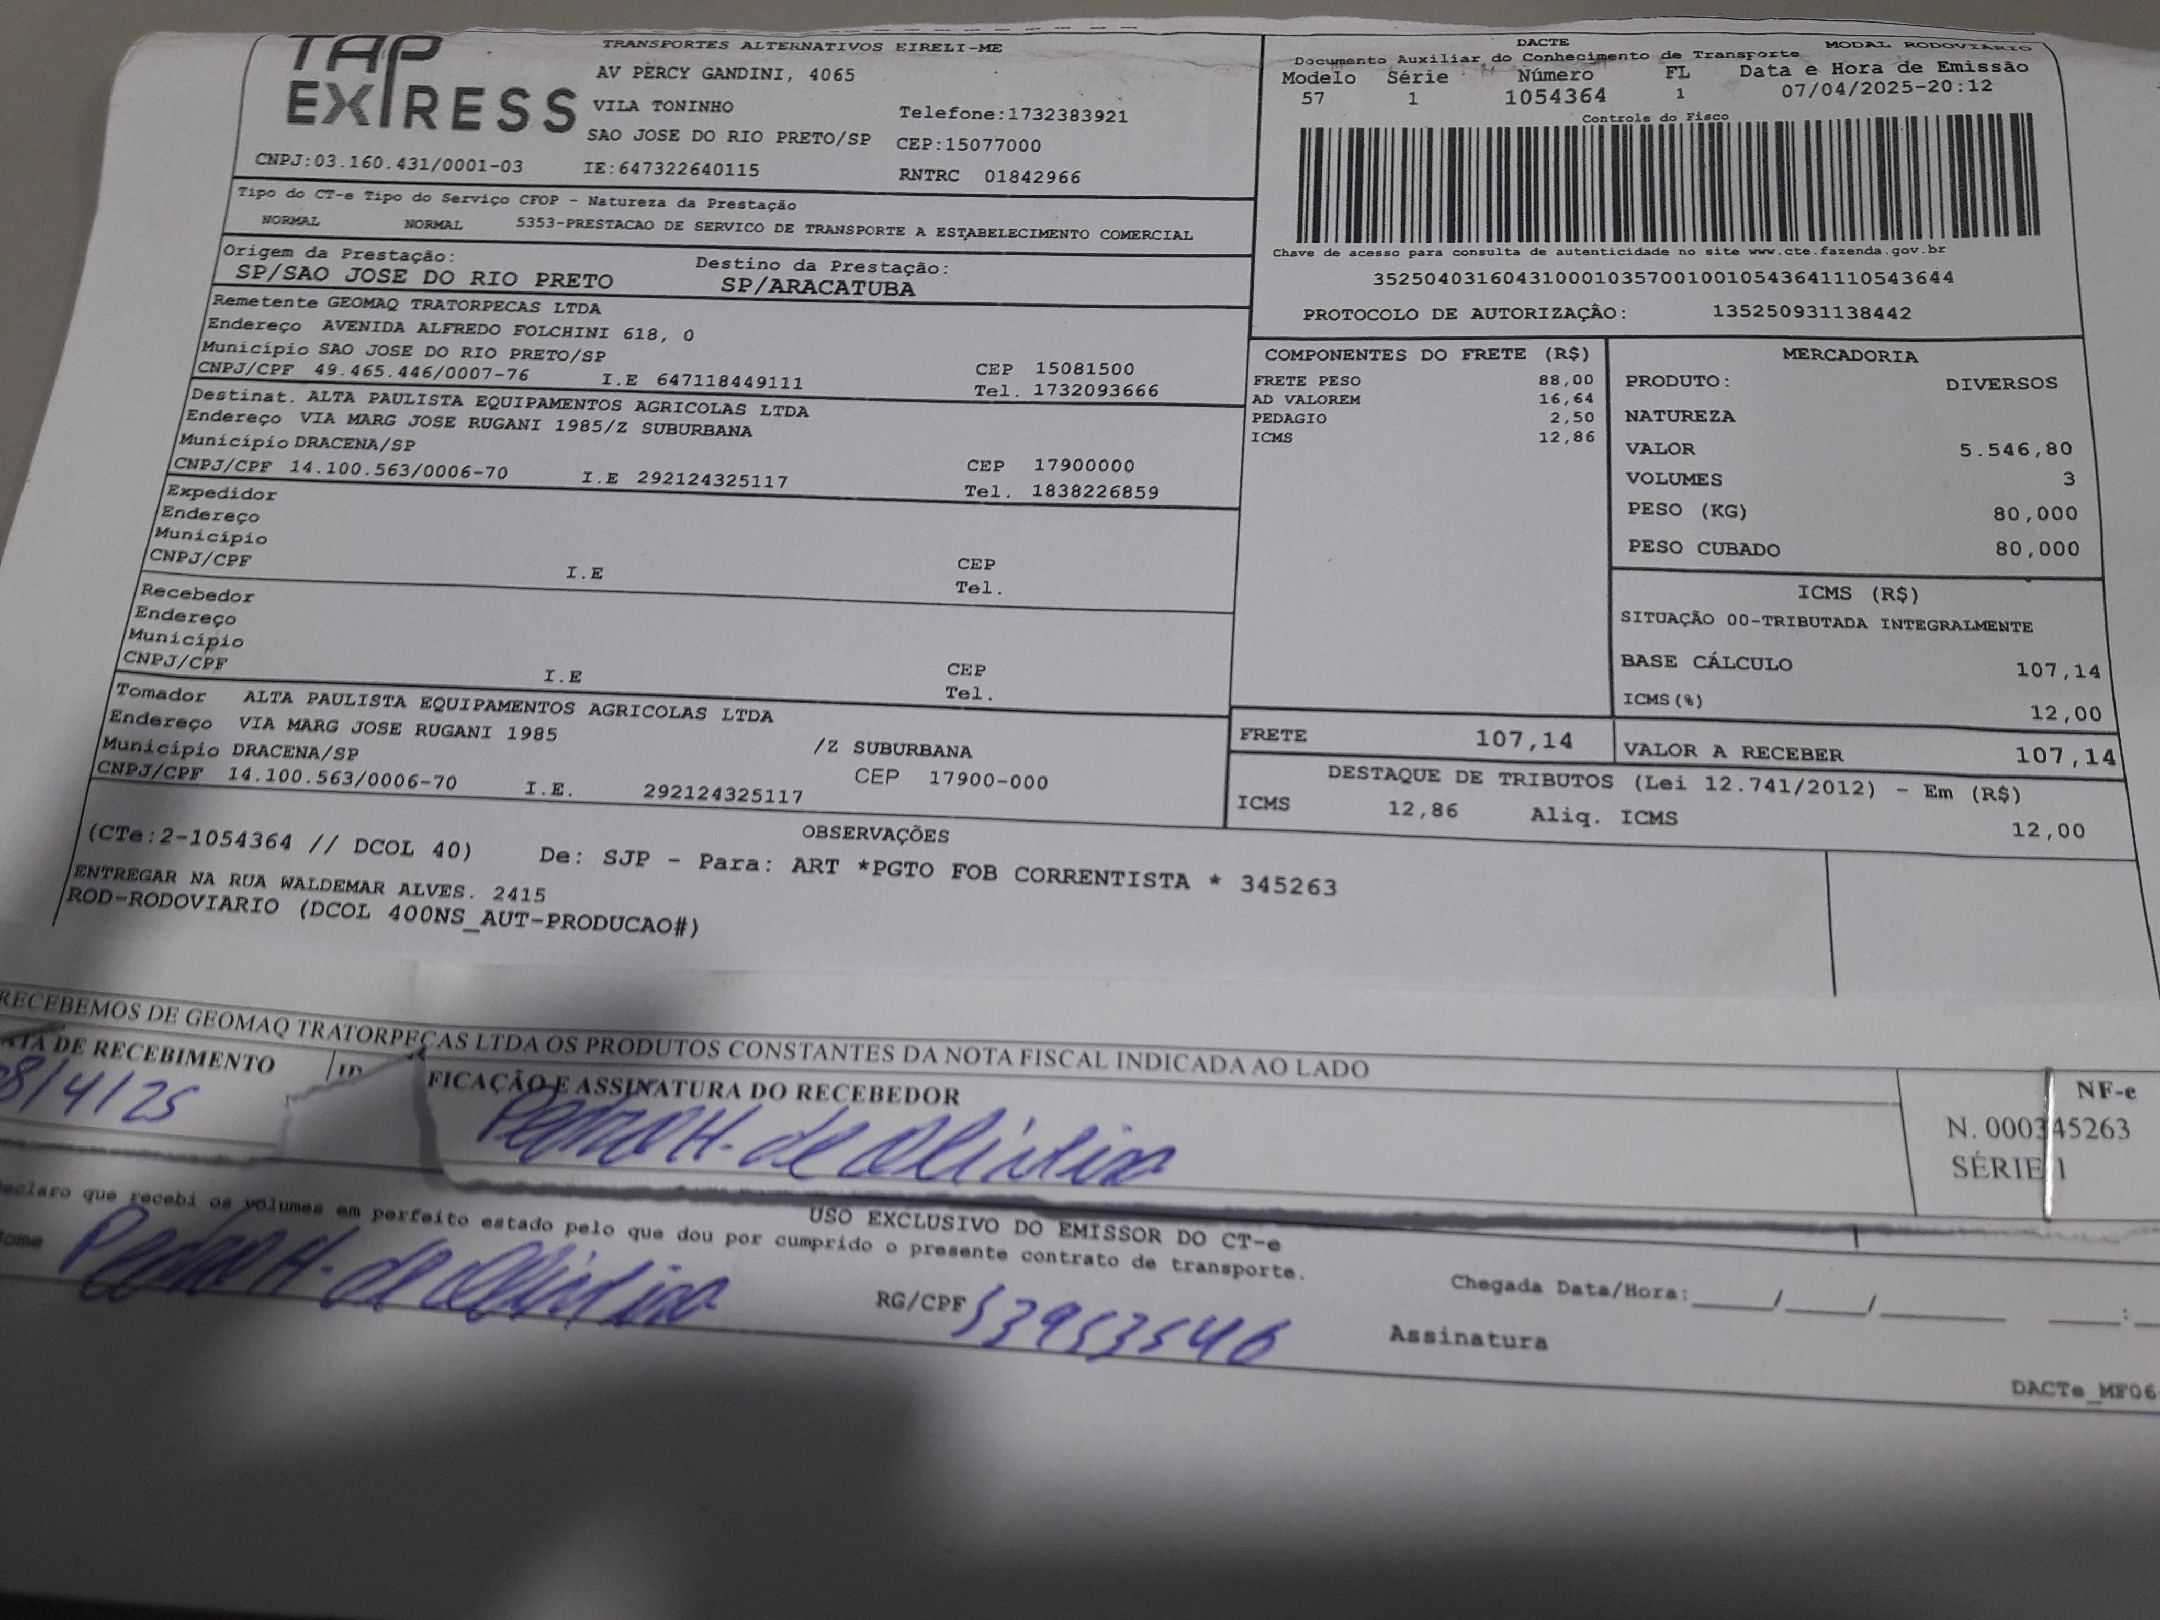 TAP EXPRESS
TRANSPORTES ALTERNATIVOS EIRELI-ME
AV PERCY GANDINI, 4065
VILA TONINHO Telefone:1732383921
SAO JOSE DO RIO PRETO/SP CEP:15077000
CNPJ:03.160.431/0001-03 IE:647322640115 RNTRC 01842966
DACTE MODAL RODOVIÁRIO
Documento Auxiliar do Conhecimento de Transporte
Modelo Série Número FL Data e Hora de Emissão
57 1 1054364 1 07/04/2025-20:12
Controle do Fisco
Chave de acesso para consulta de autenticidade no site www.cte.fazenda.gov.br
35250403160431000103570010010543641110543644
PROTOCOLO DE AUTORIZAÇÃO: 135250931138442
Tipo do CT-e Tipo do Serviço CFOP - Natureza da Prestação
NORMAL NORMAL 5353-PRESTACAO DE SERVICO DE TRANSPORTE A ESTABELECIMENTO COMERCIAL
Origem da Prestação: Destino da Prestação:
SP/SAO JOSE DO RIO PRETO SP/ARACATUBA
Remetente GEOMAQ TRATORPECAS LTDA
Endereço AVENIDA ALFREDO FOLCHINI 618, 0
Município SAO JOSE DO RIO PRETO/SP CEP 15081500
CNPJ/CPF 49.465.446/0007-76 I.E 647118449111 Tel. 1732093666
Destinat. ALTA PAULISTA EQUIPAMENTOS AGRICOLAS LTDA
Endereço VIA MARG JOSE RUGANI 1985/Z SUBURBANA
Município DRACENA/SP CEP 17900000
CNPJ/CPF 14.100.563/0006-70 I.E 292124325117 Tel. 1838226859
Expedidor
Endereço
Município CEP
CNPJ/CPF I.E Tel.
Recebedor
Endereço
Município CEP
CNPJ/CPF I.E Tel.
Tomador ALTA PAULISTA EQUIPAMENTOS AGRICOLAS LTDA
Endereço VIA MARG JOSE RUGANI 1985 /Z SUBURBANA
Município DRACENA/SP CEP 17900-000
CNPJ/CPF 14.100.563/0006-70 I.E. 292124325117
COMPONENTES DO FRETE (R$)
FRETE PESO 88,00
AD VALOREM 16,64
PEDAGIO 2,50
ICMS 12,86
MERCADORIA
PRODUTO: DIVERSOS
NATUREZA
VALOR 5.546,80
VOLUMES 3
PESO (KG) 80,000
PESO CUBADO 80,000
ICMS (R$)
SITUAÇÃO 00-TRIBUTADA INTEGRALMENTE
BASE CÁLCULO 107,14
ICMS(%) 12,00
FRETE 107,14 VALOR A RECEBER 107,14
DESTAQUE DE TRIBUTOS (Lei 12.741/2012) - Em (R$)
ICMS 12,86 Aliq. ICMS 12,00
OBSERVAÇÕES
(CTe:2-1054364 // DCOL 40) De: SJP - Para: ART *PGTO FOB CORRENTISTA * 345263
ENTREGAR NA RUA WALDEMAR ALVES. 2415
ROD-RODOVIARIO (DCOL 400NS_AUT-PRODUCAO#)
RECEBEMOS DE GEOMAQ TRATORPECAS LTDA OS PRODUTOS CONSTANTES DA NOTA FISCAL INDICADA AO LADO
DE RECEBIMENTO FICAÇÃO E ASSINATURA DO RECEBEDOR NF-e
8/4/25 Pedro H. de Oliveira N. 000345263
SÉRIE 1
USO EXCLUSIVO DO EMISSOR DO CT-e
eclaro que recebi os volumes em perfeito estado pelo que dou por cumprido o presente contrato de transporte.
ome Pedro H. de Oliveira RG/CPF 53953546 Chegada Data/Hora:____/____/______ ____:
Assinatura
DACTe_MF06